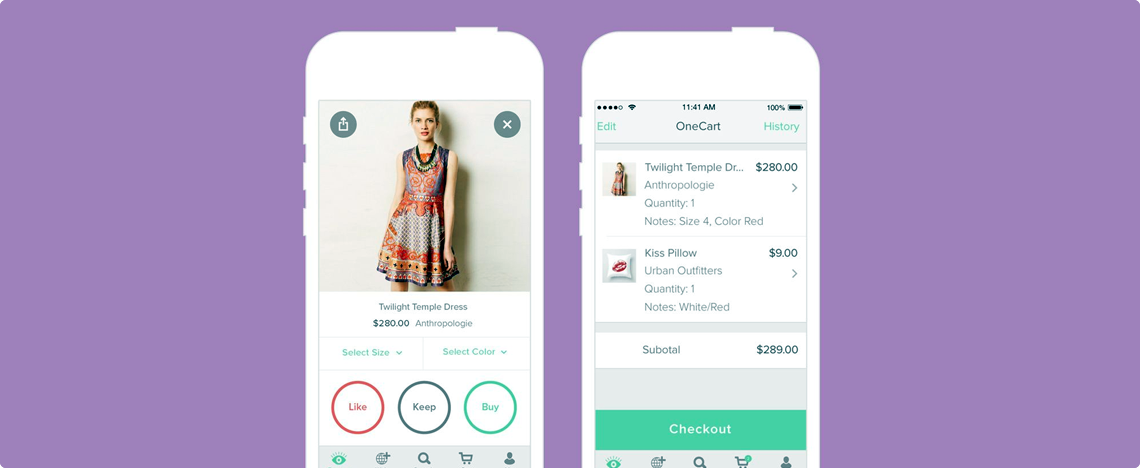 Twilight Temple Dress
$280.00 Anthropologie
Select Size
Select Color
Like
Keep
Buy
11:41 AM
100%
Edit
OneCart
History
Twilight Temple Dr... $280.00
Anthropologie
Quantity: 1
Notes: Size 4, Color Red
Kiss Pillow $9.00
Urban Outfitters
Quantity: 1
Notes: White/Red
Subotal $289.00
Checkout